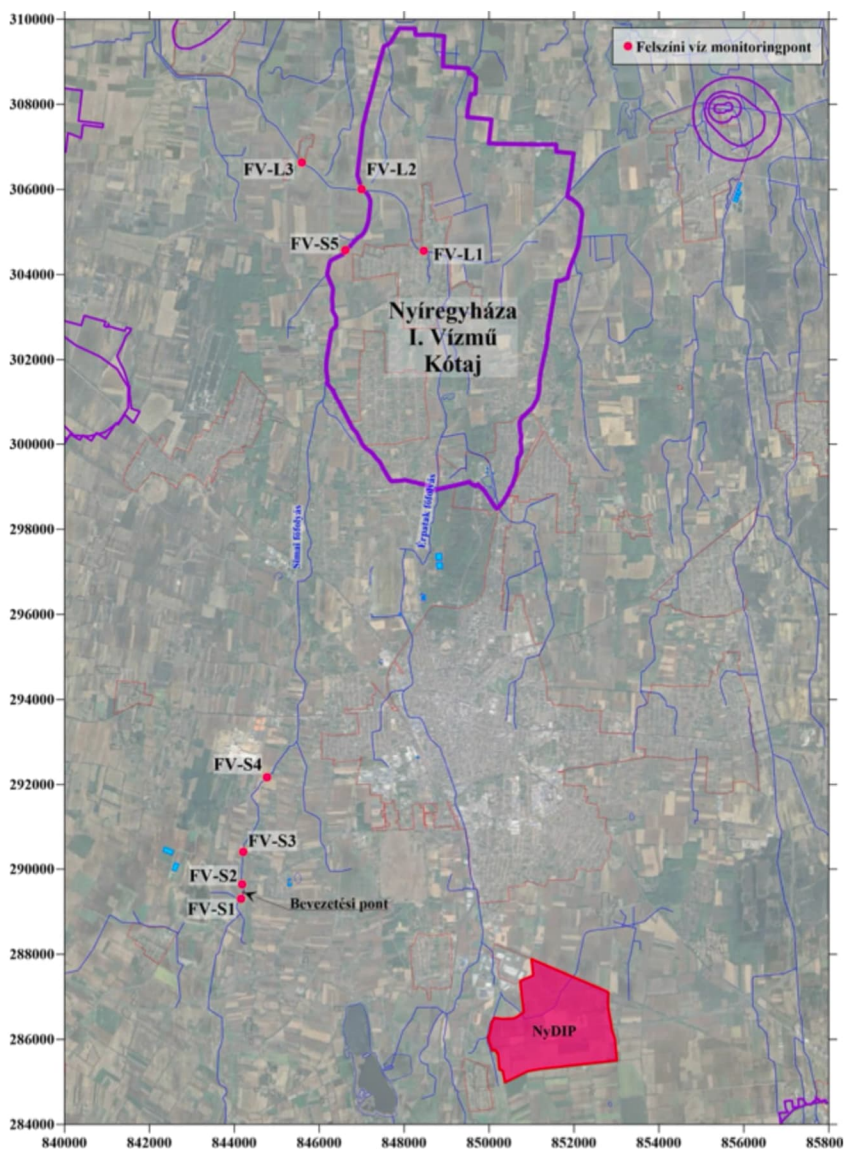 310000
Felszíni víz monitoringpont
308000
FV-L3
FV-L2
306000
FV-S5
FV-L1
304000
Nyíregyháza
I. Vízmű
Kótaj
302000
300000
298000
Simai főfolyás
Érpatak főfolyás
296000
294000
FV-S4
292000
FV-S3
290000
FV-S2
FV-S1
Bevezetési pont
288000
NyDIP
286000
284000
840000 842000 844000 846000 848000 850000 852000 854000 856000 858000